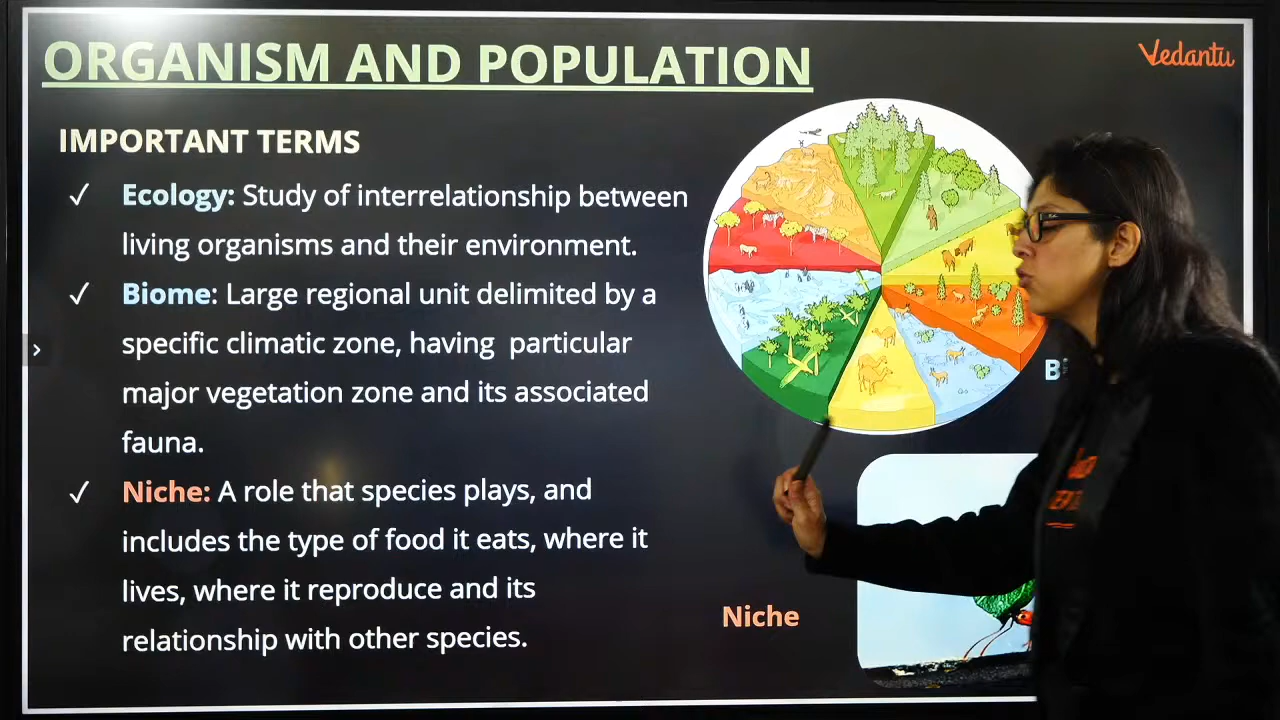 ORGANISM AND POPULATION
Vedantu
IMPORTANT TERMS
✓ Ecology: Study of interrelationship between
living organisms and their environment.
✓ Biome: Large regional unit delimited by a
specific climatic zone, having particular
major vegetation zone and its associated
fauna.
✓ Niche: A role that species plays, and
includes the type of food it eats, where it
lives, where it reproduce and its
relationship with other species.
Niche